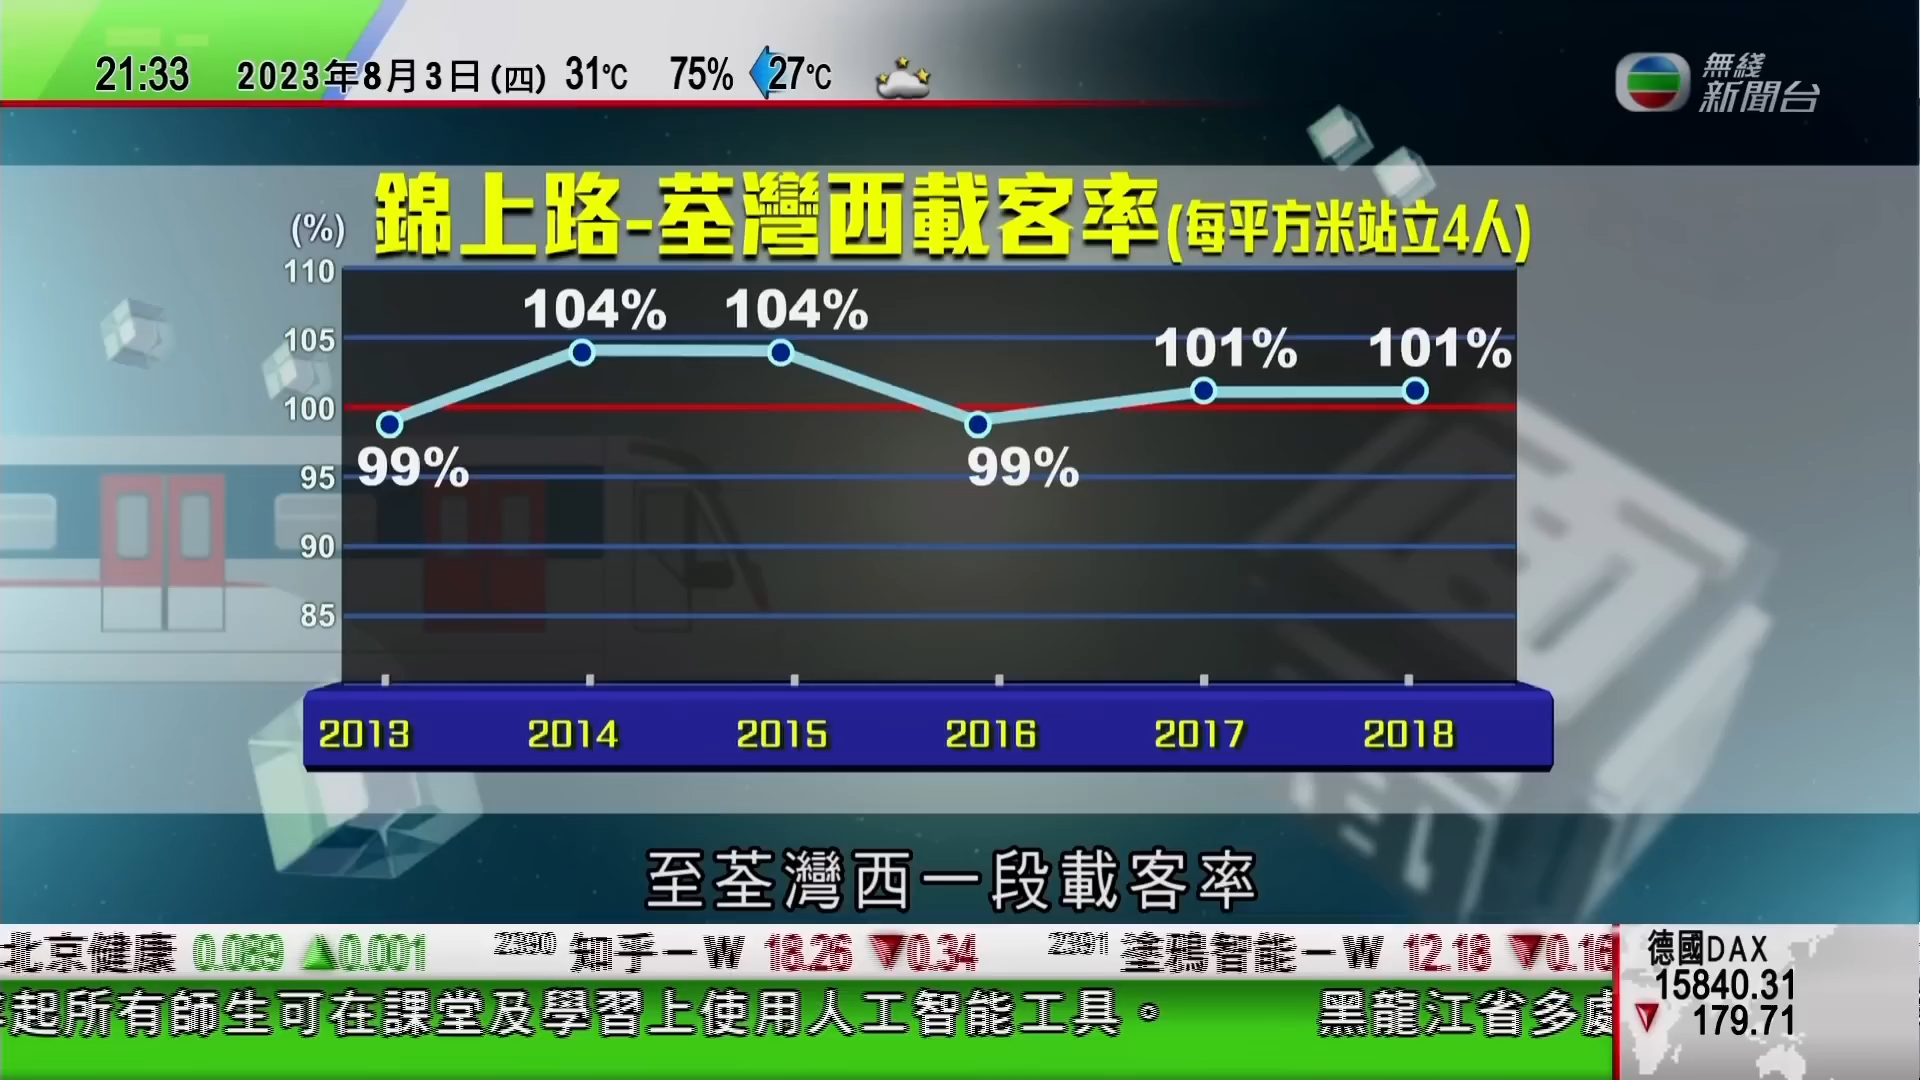 21:33 2023年8月3日(四) 31℃ 75% 27℃
無綫
新聞台
錦上路-荃灣西載客率(每平方米站立4人)
(%)
110
105
100
95
90
85
104% 104%
101% 101%
99% 99%
2013 2014 2015 2016 2017 2018
至荃灣西一段載客率
北京健康 0.089 ▲0.001 2390 知乎－W 18.26 ▼0.34 2391 塗鴉智能－W 12.18 ▼0.16
德國DAX
15840.31
▼ 179.71
起所有師生可在課堂及學習上使用人工智能工具。 黑龍江省多處